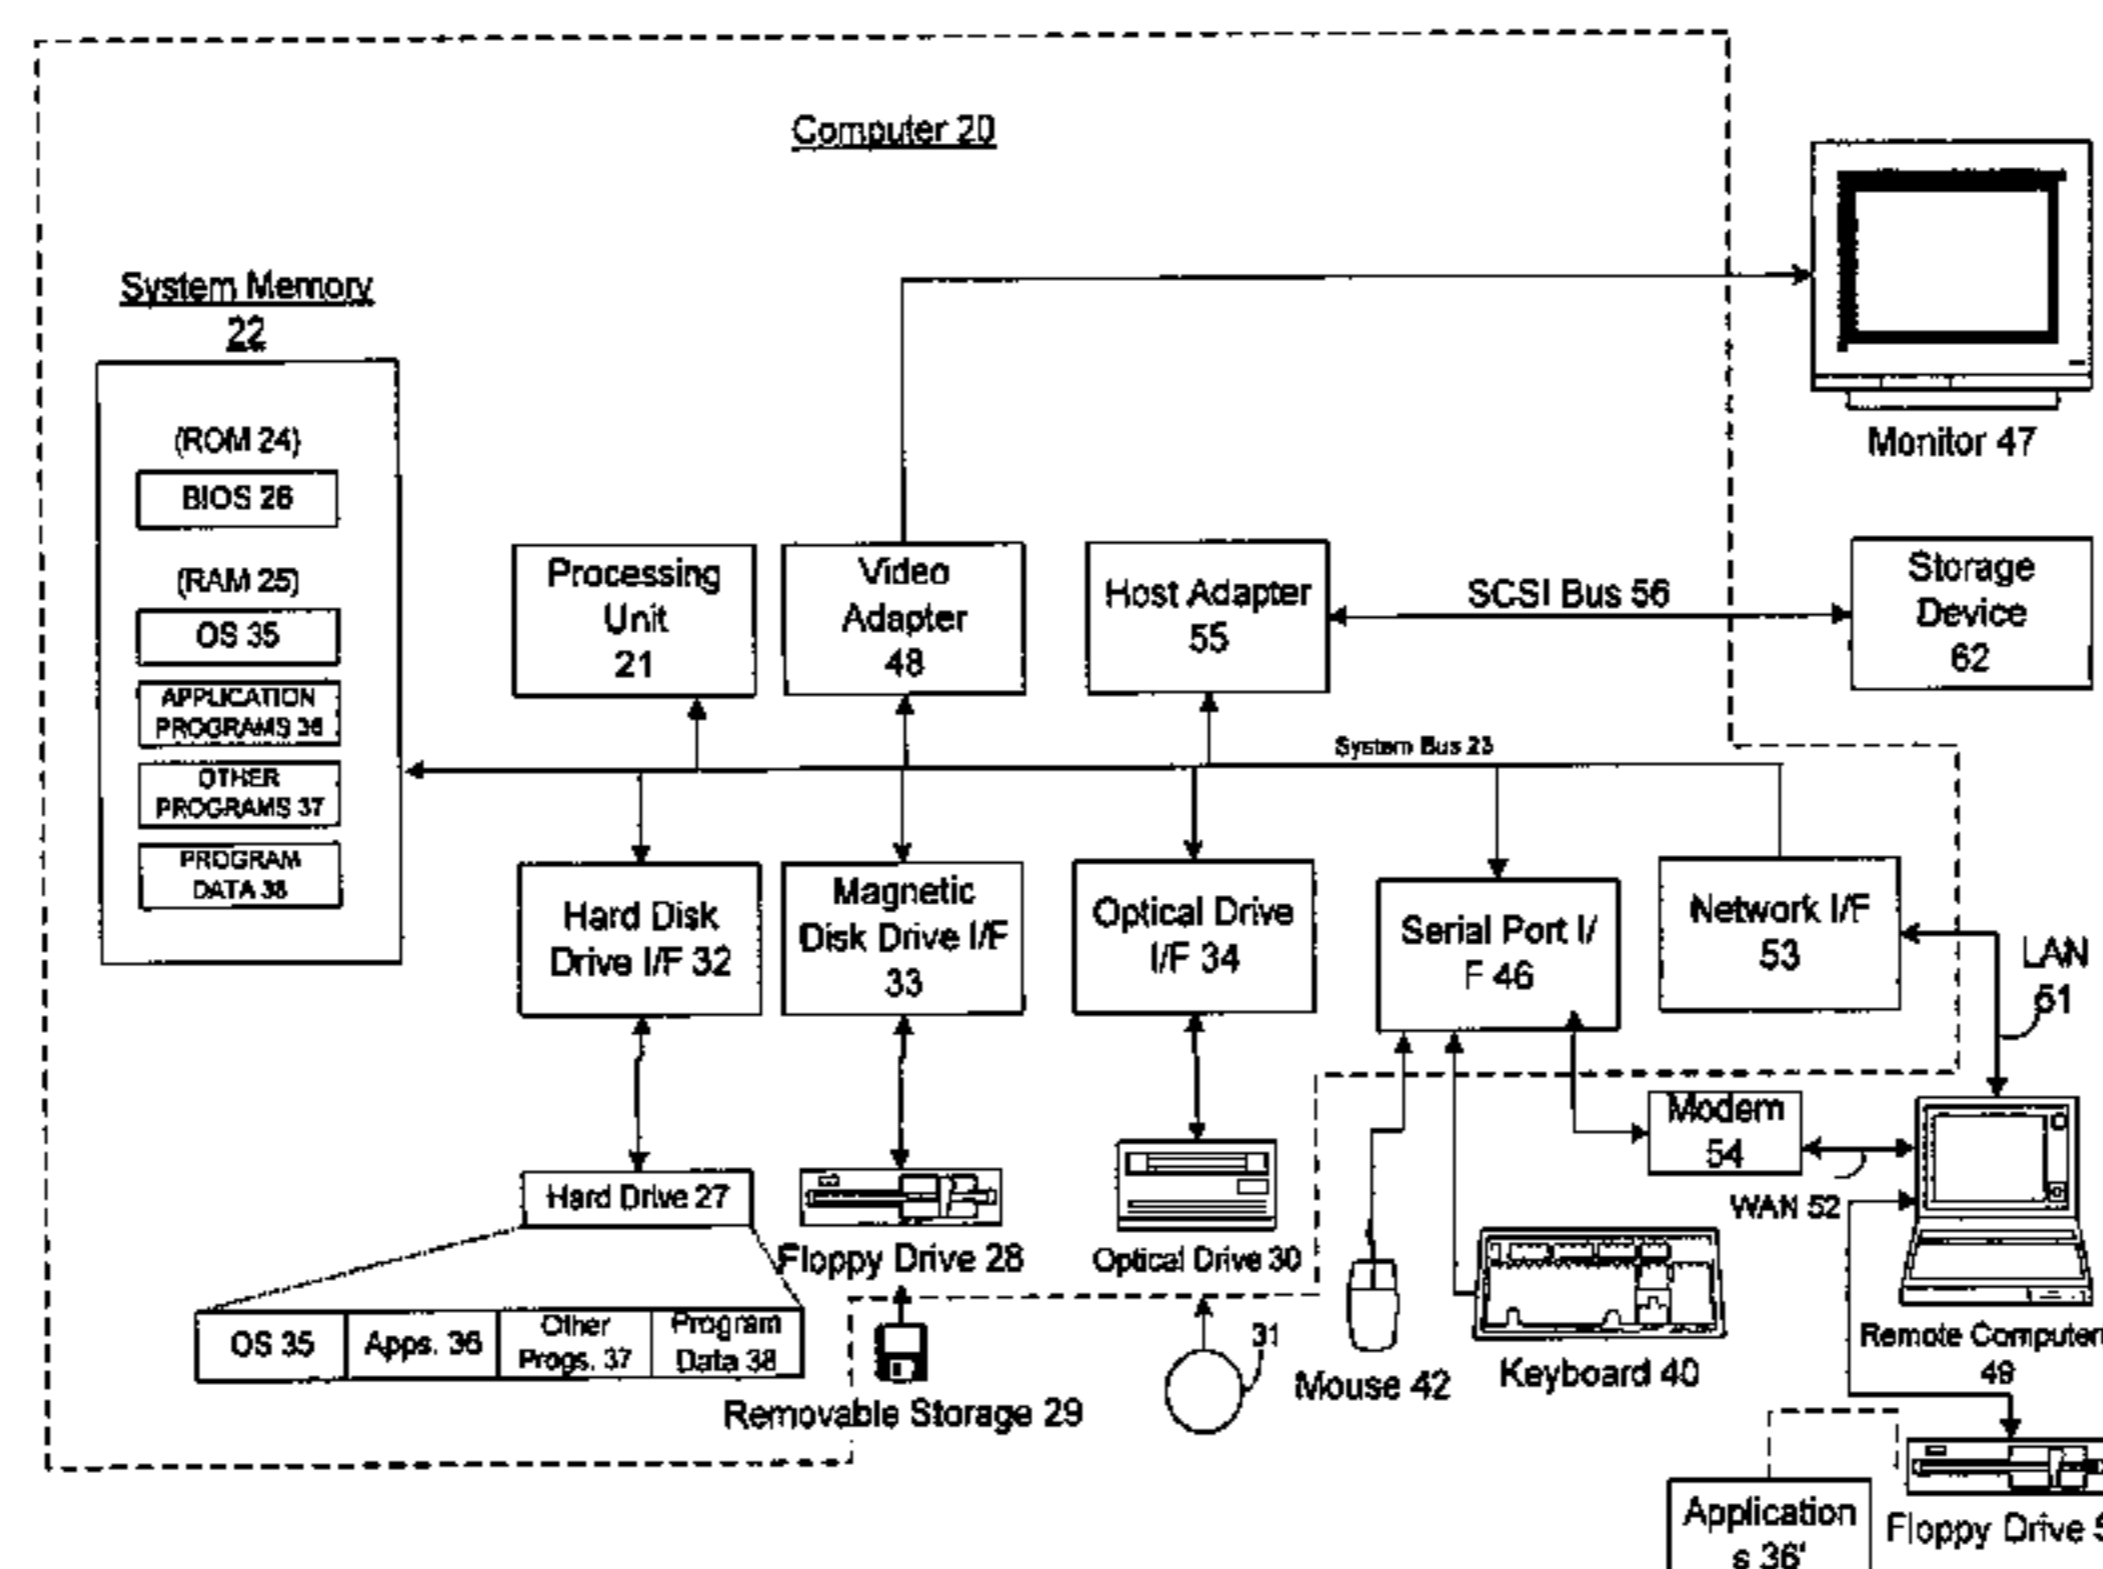 Computer 20
System Memory
22
(ROM 24)
BIOS 26
(RAM 25)
OS 35
APPLICATION
PROGRAMS 36
OTHER
PROGRAMS 37
PROGRAM
DATA 38
Processing
Unit
21
Video
Adapter
48
Host Adapter
55
SCSI Bus 56
Storage
Device
62
Monitor 47
System Bus 23
Hard Disk
Drive I/F 32
Magnetic
Disk Drive I/F
33
Optical Drive
I/F 34
Serial Port I/
F 46
Network I/F
53
LAN
51
Modem
54
WAN 52
Hard Drive 27
Floppy Drive 28
Optical Drive 30
OS 35
Apps. 36
Other
Progs. 37
Program
Data 38
Removable Storage 29
31
Mouse 42
Keyboard 40
Remote Computer
49
Application
s 36'
Floppy Drive